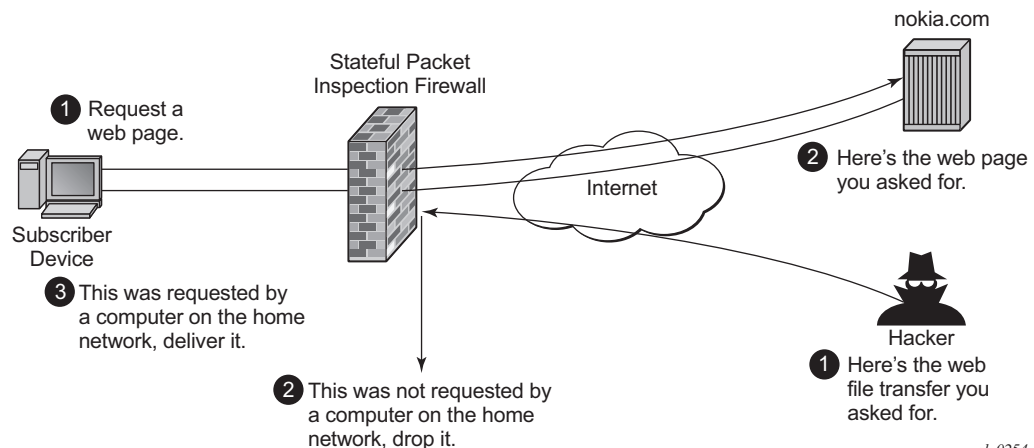 nokia.com
Stateful Packet
Inspection Firewall
1 Request a
web page.
Internet
2 Here's the web page
you asked for.
Subscriber
Device
3 This was requested by
a computer on the home
network, deliver it.
Hacker
1 Here's the web
file transfer you
asked for.
2 This was not requested by
a computer on the home
network, drop it.